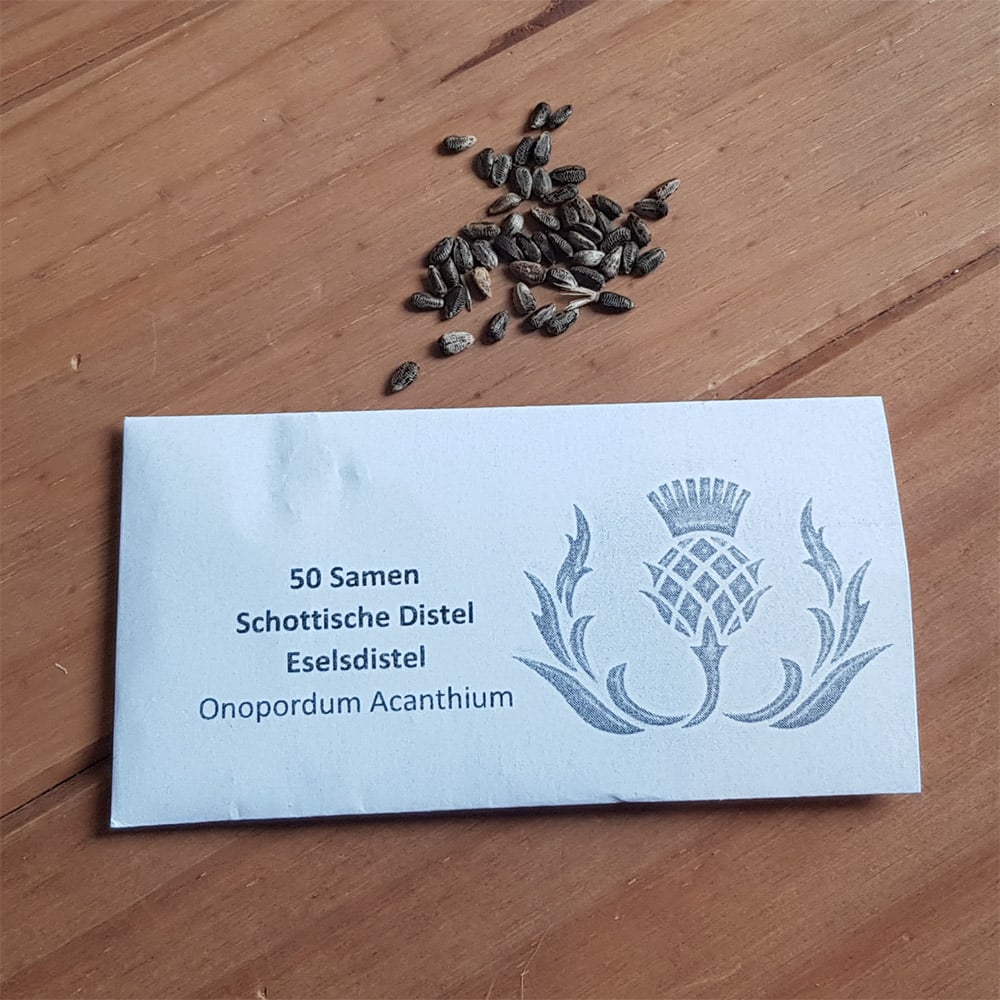 50 Samen
Schottische Distel
Eselsdistel
Onopordum Acanthium